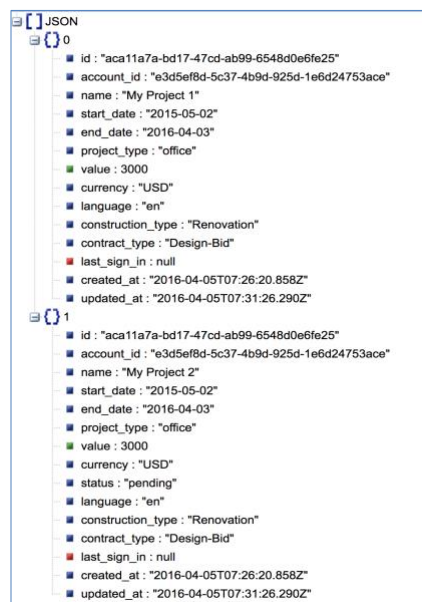 JSON
0
id : "aca11a7a-bd17-47cd-ab99-6548d0e6fe25"
account_id : "e3d5ef8d-5c37-4b9d-925d-1e6d24753ace"
name : "My Project 1"
start_date : "2015-05-02"
end_date : "2016-04-03"
project_type : "office"
value : 3000
currency : "USD"
language : "en"
construction_type : "Renovation"
contract_type : "Design-Bid"
last_sign_in : null
created_at : "2016-04-05T07:26:20.858Z"
updated_at : "2016-04-05T07:31:26.290Z"
1
id : "aca11a7a-bd17-47cd-ab99-6548d0e6fe25"
account_id : "e3d5ef8d-5c37-4b9d-925d-1e6d24753ace"
name : "My Project 2"
start_date : "2015-05-02"
end_date : "2016-04-03"
project_type : "office"
value : 3000
currency : "USD"
status : "pending"
language : "en"
construction_type : "Renovation"
contract_type : "Design-Bid"
last_sign_in : null
created_at : "2016-04-05T07:26:20.858Z"
updated_at : "2016-04-05T07:31:26.290Z"